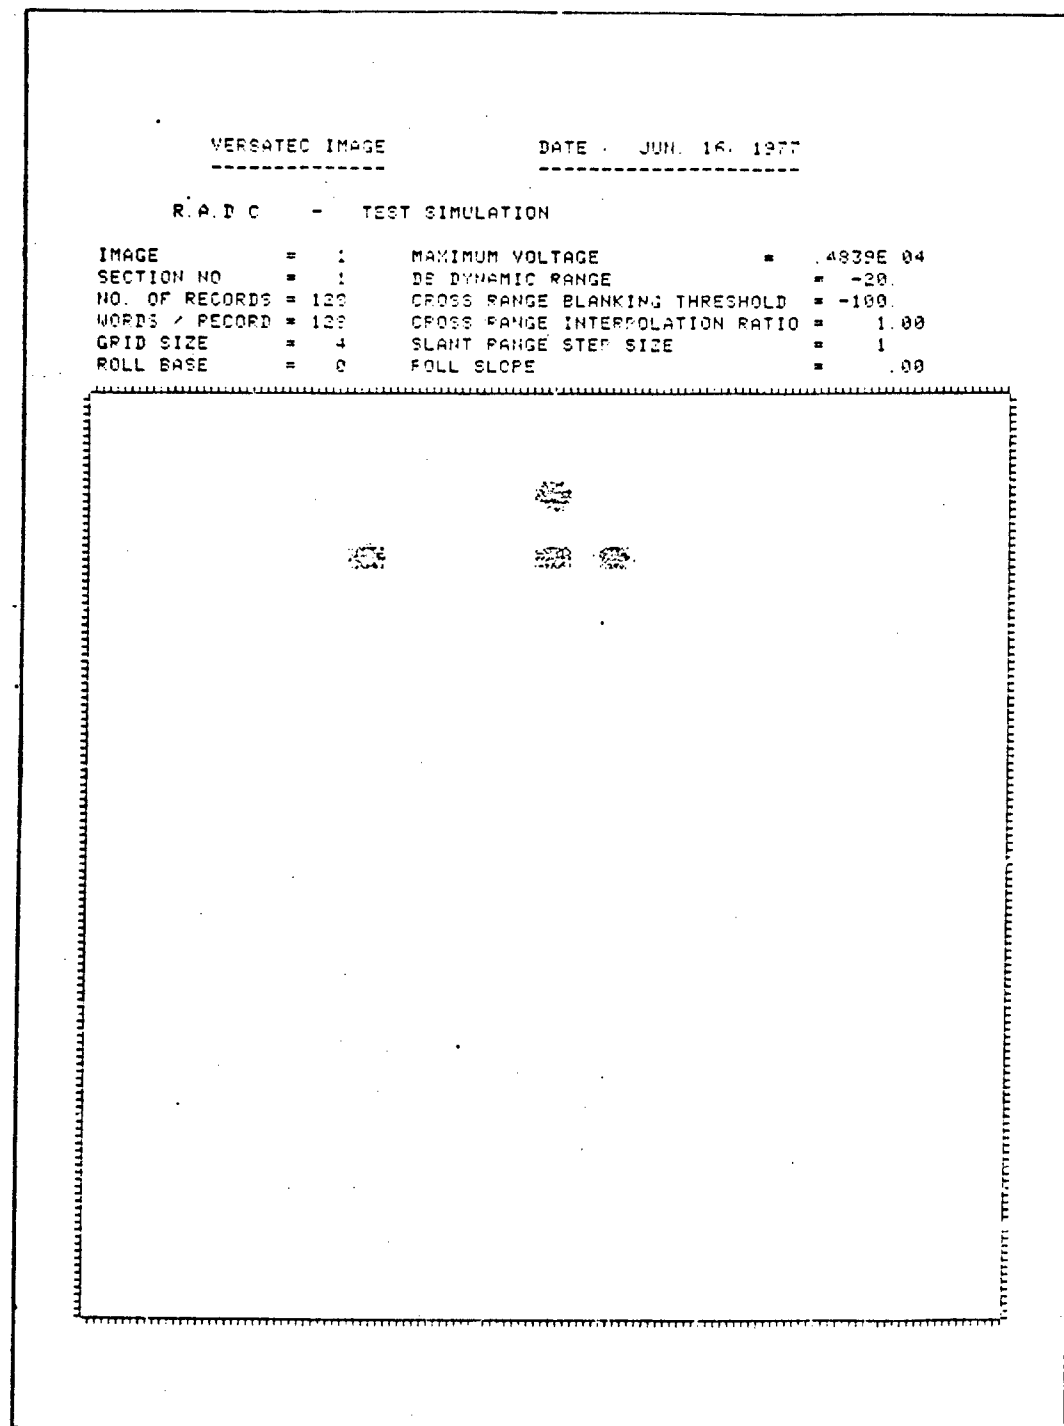 VERSATEC IMAGE DATE . JUN. 16, 1977
R.A.D C - TEST SIMULATION
IMAGE = 1 MAXIMUM VOLTAGE = .4839E 04
SECTION NO = 1 DB DYNAMIC RANGE = -20.
NO. OF RECORDS = CROSS RANGE BLANKING THRESHOLD = -100.
WORDS / RECORD = CROSS RANGE INTERPOLATION RATIO = 1.00
GRID SIZE = 4 SLANT RANGE STEP SIZE = 1
ROLL BASE = 0 ROLL SLOPE = .00